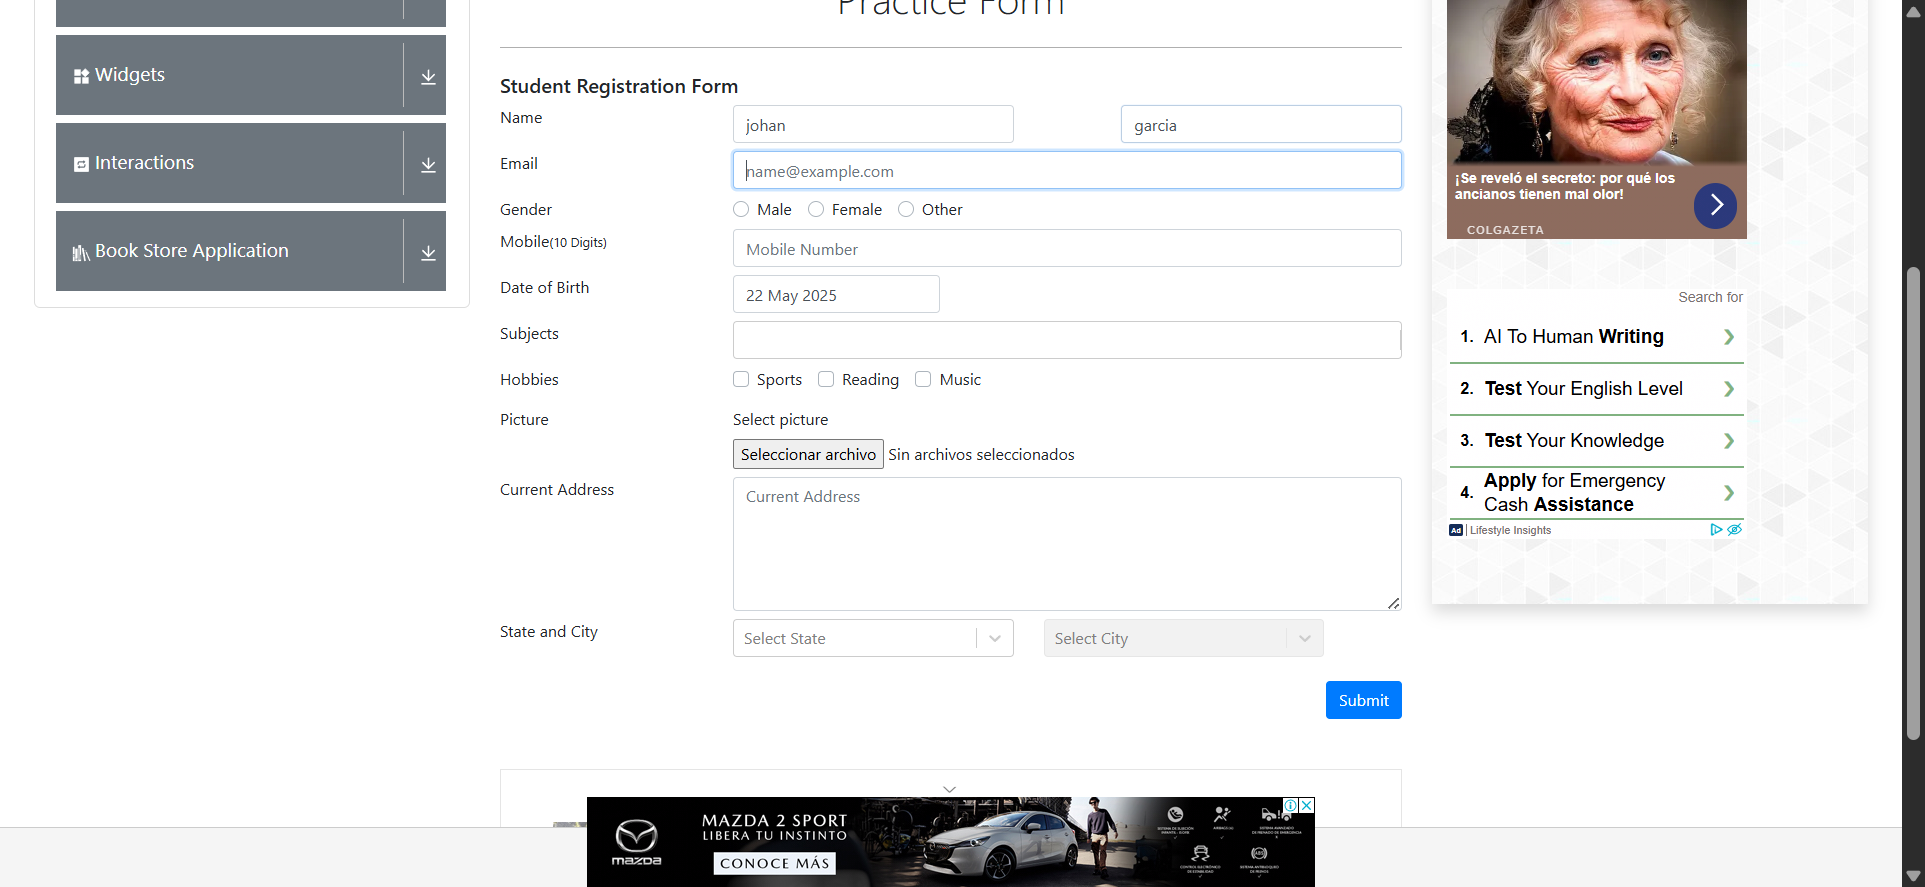 Practice Form
Widgets
Interactions
Book Store Application
Student Registration Form
Name
johan
garcia
Email
name@example.com
Gender
Male
Female
Other
Mobile(10 Digits)
Mobile Number
Date of Birth
22 May 2025
Subjects
Hobbies
Sports
Reading
Music
Picture
Select picture
Seleccionar archivo Sin archivos seleccionados
Current Address
Current Address
State and City
Select State
Select City
Submit
¡Se reveló el secreto: por qué los
ancianos tienen mal olor!
COLGAZETA
Search for
1. AI To Human Writing
2. Test Your English Level
3. Test Your Knowledge
4. Apply for Emergency
Cash Assistance
Ad | Lifestyle Insights
mazda
MAZDA 2 SPORT
LIBERA TU INSTINTO
CONOCE MÁS